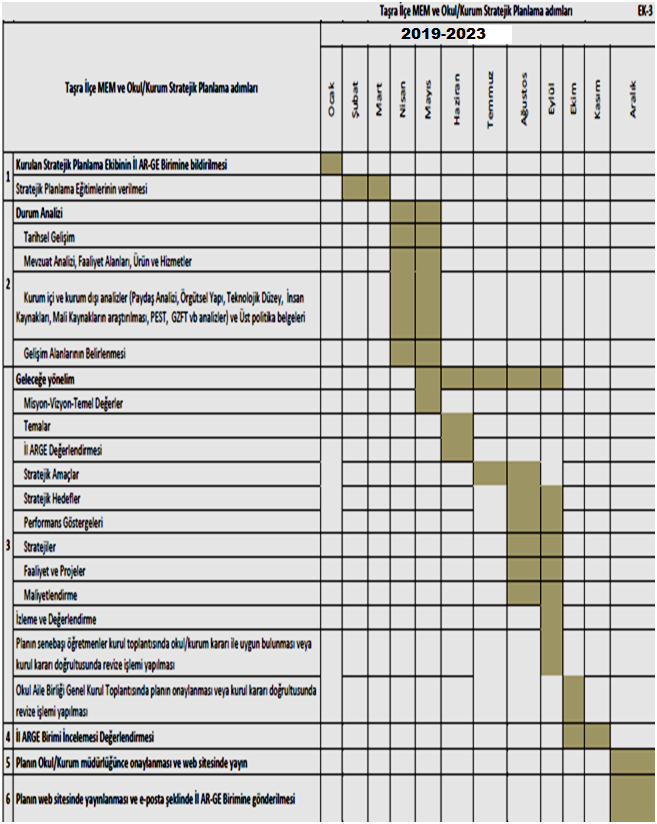 Taşra İlçe MEM ve Okul/Kurum Stratejik Planlama adımları EK-3
2019-2023
Taşra İlçe MEM ve Okul/Kurum Stratejik Planlama adımları
Ocak
Şubat
Mart
Nisan
Mayıs
Haziran
Temmuz
Ağustos
Eylül
Ekim
Kasım
Aralık
1
Kurulan Stratejik Planlama Ekibinin İl AR-GE Birimine bildirilmesi
Stratejik Planlama Eğitimlerinin verilmesi
2
Durum Analizi
Tarihsel Gelişim
Mevzuat Analizi, Faaliyet Alanları, Ürün ve Hizmetler
Kurum içi ve kurum dışı analizler (Paydaş Analizi, Örgütsel Yapı, Teknolojik Düzey, İnsan
Kaynakları, Mali Kaynakların araştırılması, PEST, GZFT vb analizler) ve Üst politika belgeleri
Gelişim Alanlarının Belirlenmesi
3
Geleceğe yönelim
Misyon-Vizyon-Temel Değerler
Temalar
İl ARGE Değerlendirmesi
Stratejik Amaçlar
Stratejik Hedefler
Performans Göstergeleri
Stratejiler
Faaliyet ve Projeler
Maliyetlendirme
İzleme ve Değerlendirme
Planın senebaşı öğretmenler kurul toplantısında okul/kurum kararı ile uygun bulunması veya
kurul kararı doğrultusunda revize işlemi yapılması
Okul Aile Birliği Genel Kurul Toplantısında planın onaylanması veya kurul kararı doğrultusunda
revize işlemi yapılması
4 İl ARGE Birimi İncelemesi Değerlendirmesi
5 Planın Okul/Kurum müdürlüğünce onaylanması ve web sitesinde yayın
6 Planın web sitesinde yayınlanması ve e-posta şeklinde İl AR-GE Birimine gönderilmesi